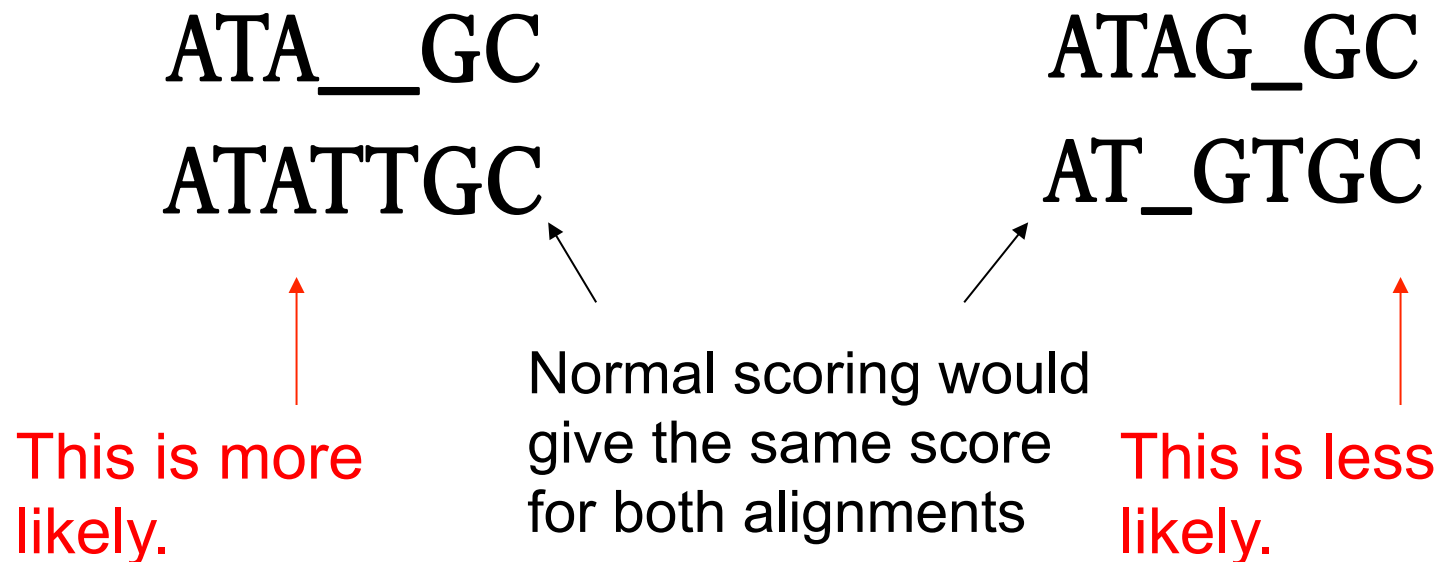 ATA__GC
ATATTGC
ATAG_GC
AT_GTGC
Normal scoring would
give the same score
for both alignments
This is more
likely.
This is less
likely.